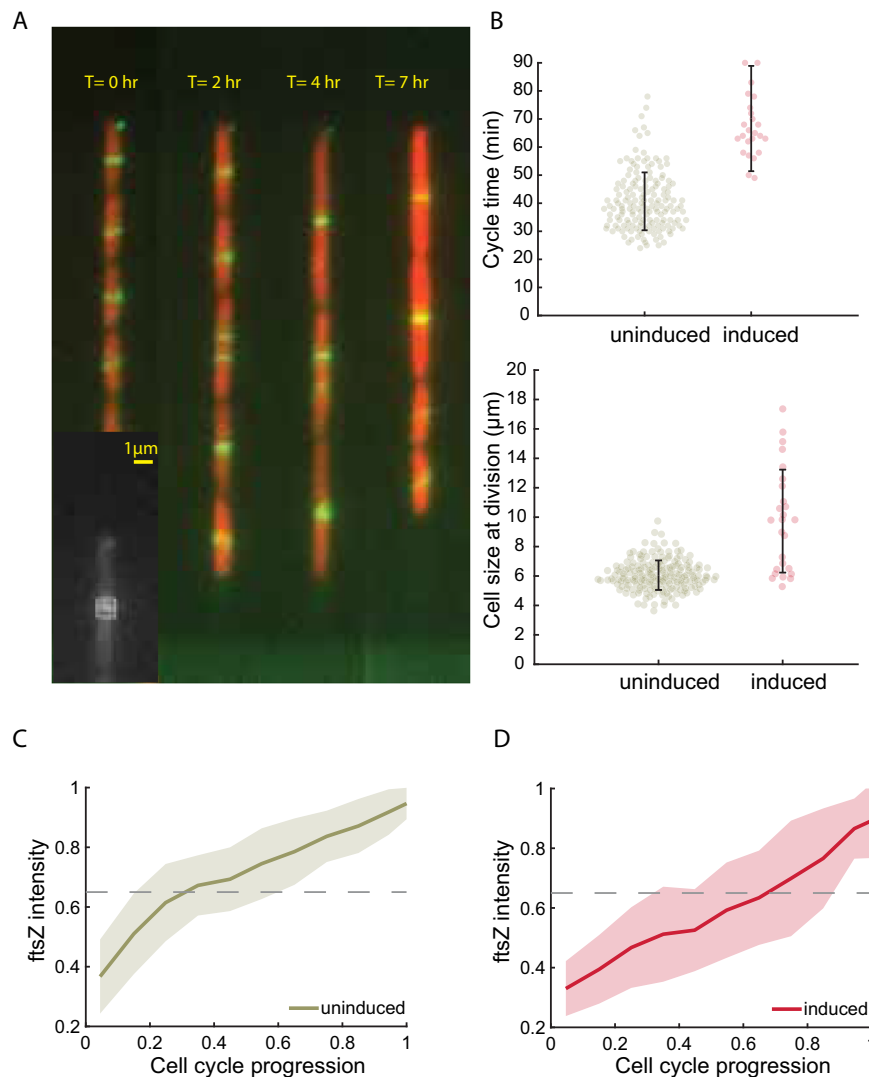 A
T= 0 hr
T= 2 hr
T= 4 hr
T= 7 hr
1µm
B
Cycle time (min)
90
80
70
60
50
40
30
20
10
0
uninduced
induced
Cell size at division (µm)
20
18
16
14
12
10
8
6
4
2
0
uninduced
induced
C
ftsZ intensity
1
0.8
0.6
0.4
0.2
0
0.2
0.4
0.6
0.8
1
uninduced
Cell cycle progression
D
ftsZ intensity
1
0.8
0.6
0.4
0.2
0
0.2
0.4
0.6
0.8
1
induced
Cell cycle progression